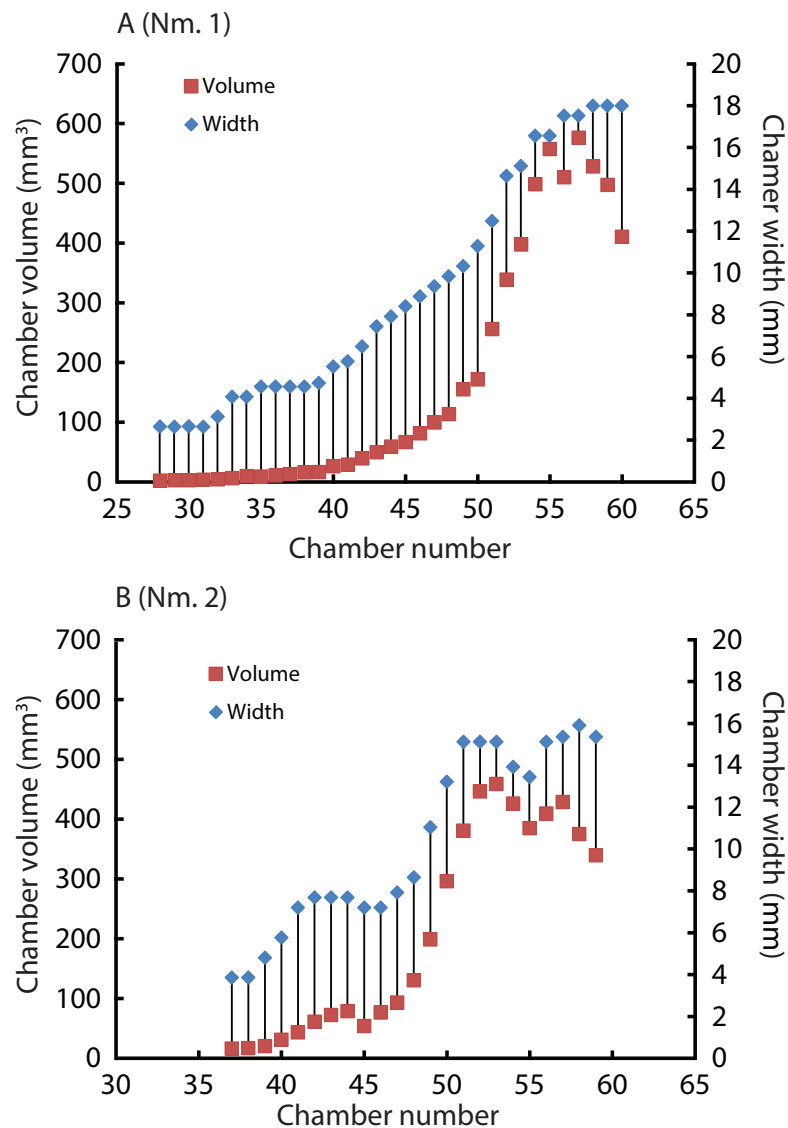 A (Nm. 1)
Chamber volume (mm³)
700
600
500
400
300
200
100
0
Volume
Width
20
18
16
14
12
10
8
6
4
2
0
Chamer width (mm)
25 30 35 40 45 50 55 60 65
Chamber number
B (Nm. 2)
Chamber volume (mm³)
700
600
500
400
300
200
100
0
Volume
Width
20
18
16
14
12
10
8
6
4
2
0
Chamber width (mm)
30 35 40 45 50 55 60 65
Chamber number